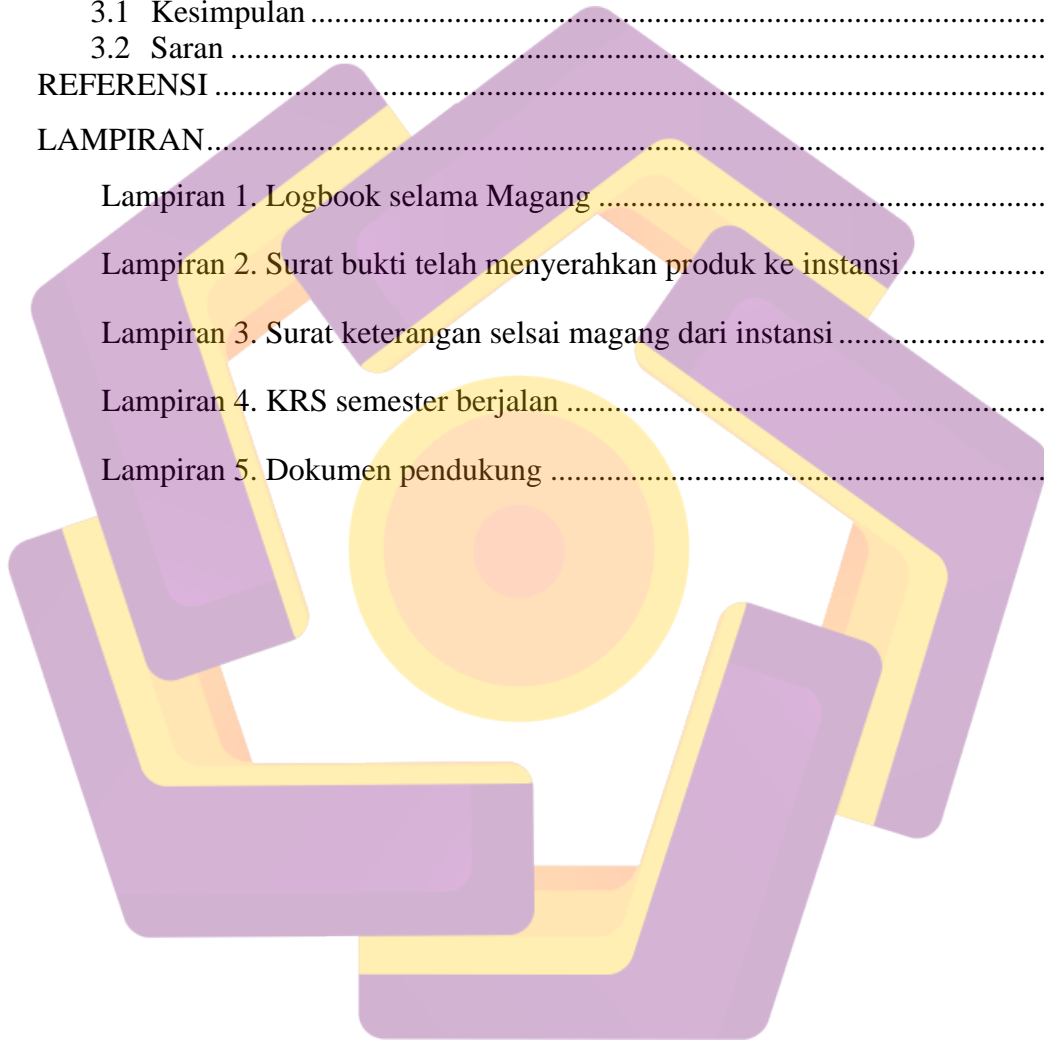 3.1 Kesimpulan ........................................................................................................
3.2 Saran ..................................................................................................................
REFERENSI ..............................................................................................................
LAMPIRAN..............................................................................................................
Lampiran 1. Logbook selama Magang ......................................................
Lampiran 2. Surat bukti telah menyerahkan produk ke instansi..................
Lampiran 3. Surat keterangan selsai magang dari instansi .........................
Lampiran 4. KRS semester berjalan ..........................................................
Lampiran 5. Dokumen pendukung ............................................................